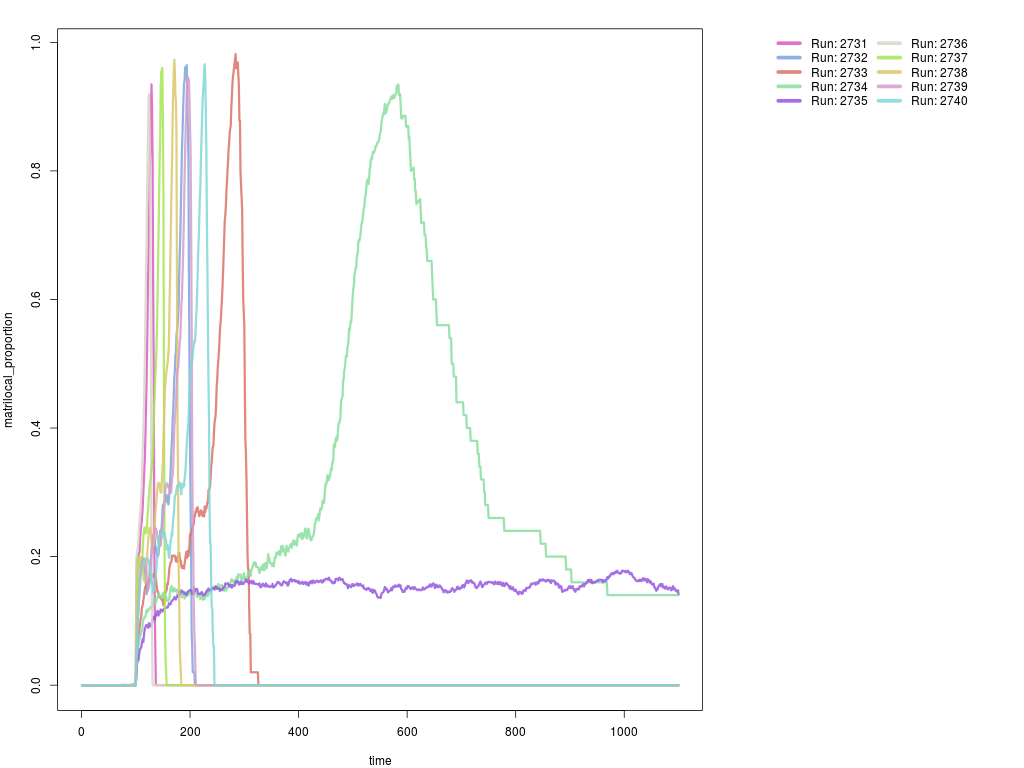 1.0
0.8
0.6
0.4
0.2
0.0
matrilocal_proportion
0 200 400 600 800 1000
time
Run: 2731 Run: 2736
Run: 2732 Run: 2737
Run: 2733 Run: 2738
Run: 2734 Run: 2739
Run: 2735 Run: 2740